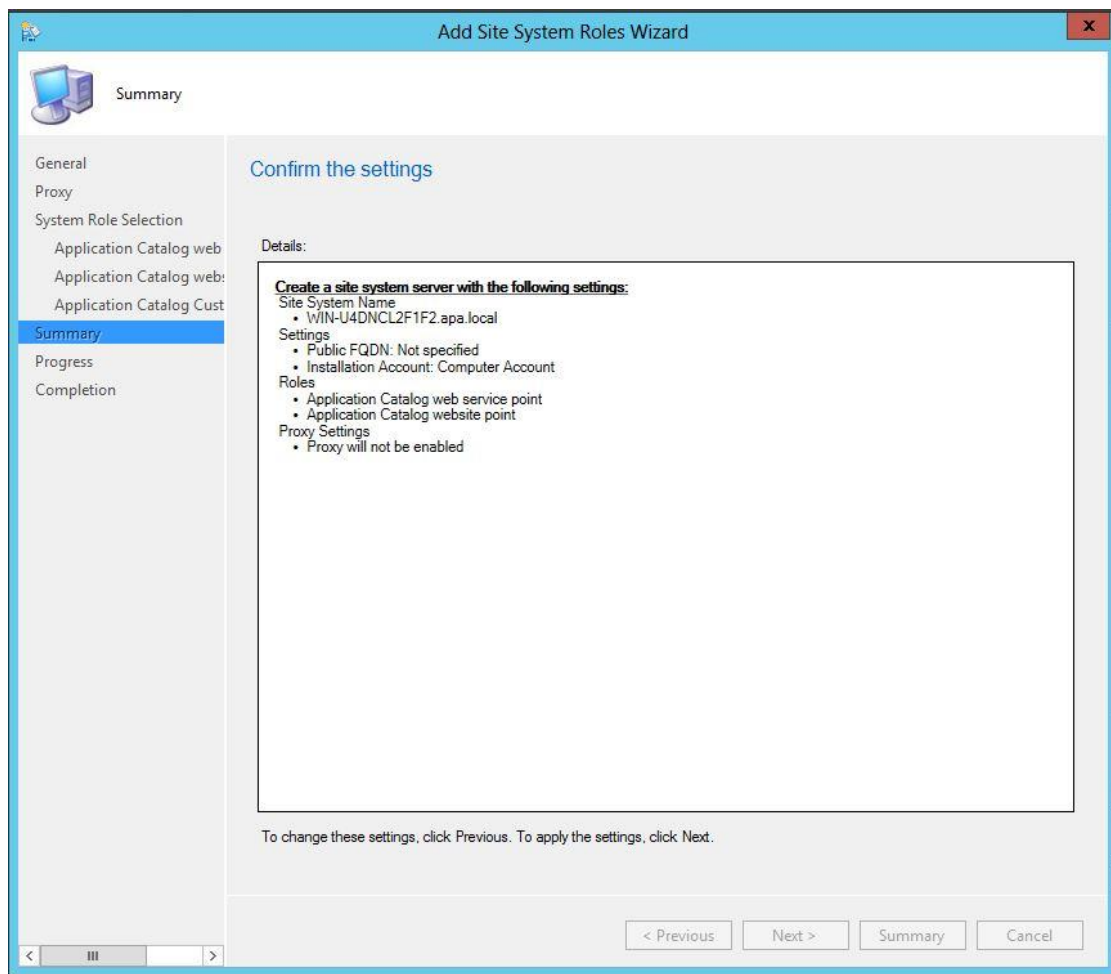 Add Site System Roles Wizard
x
Summary
General
Proxy
System Role Selection
Application Catalog web
Application Catalog web
Application Catalog Cust
Summary
Progress
Completion
Confirm the settings
Details:
Create a site system server with the following settings:
Site System Name
• WIN-U4DNCL2F1F2.apa.local
Settings
• Public FQDN: Not specified
• Installation Account: Computer Account
Roles
• Application Catalog web service point
• Application Catalog website point
Proxy Settings
• Proxy will not be enabled
To change these settings, click Previous. To apply the settings, click Next.
< Previous
Next >
Summary
Cancel